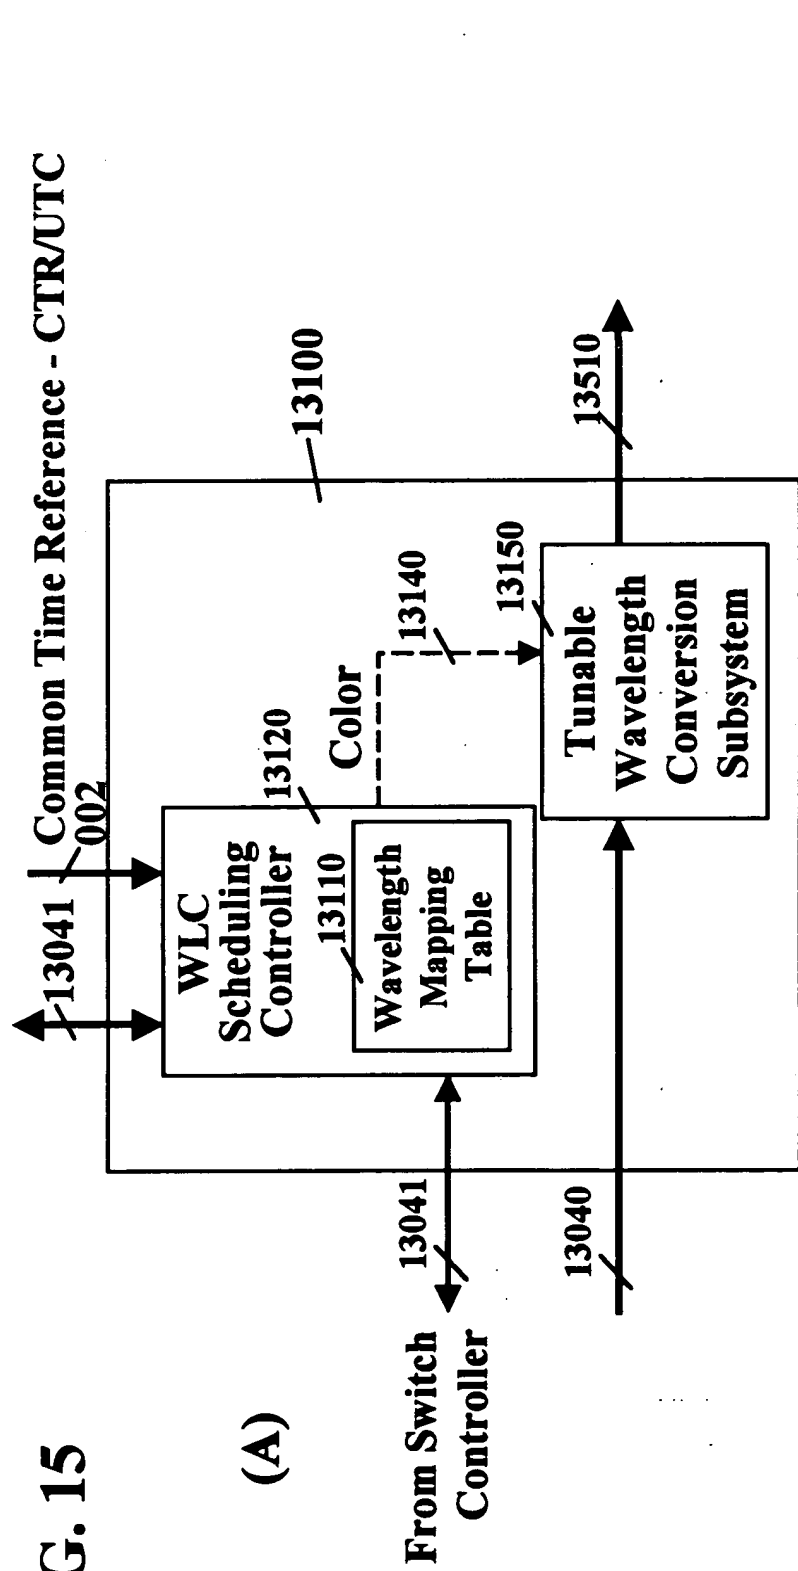 G. 15
(A)
Common Time Reference - CTR/UTC
002
13041
13100
WLC
Scheduling
Controller
13120
13110
Wavelength
Mapping
Table
Color
13140
13150
Tunable
Wavelength
Conversion
Subsystem
13510
From Switch
Controller
13041
13040